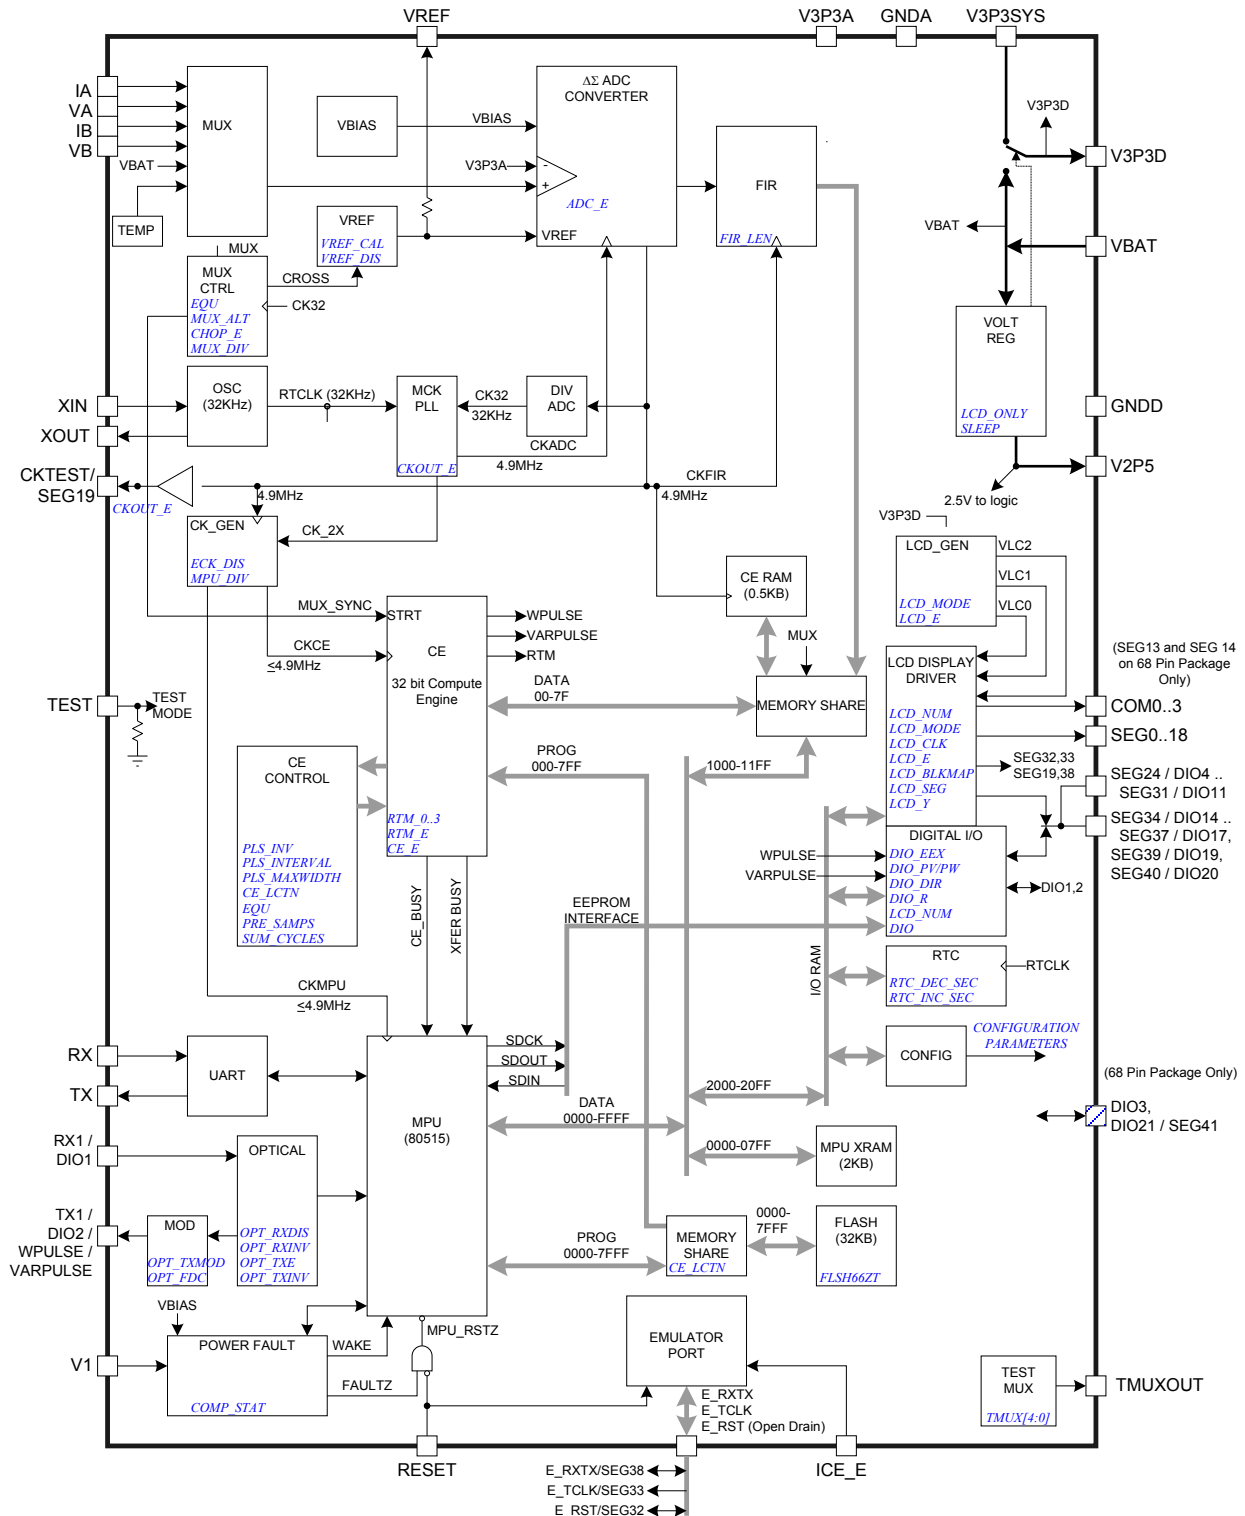 VREF
V3P3A
GNDA
V3P3SYS
IA
VA
IB
VB
VBAT
TEMP
MUX
VBIAS
VBIAS
ΔΣ ADC
CONVERTER
V3P3A
-
+
ADC_E
VREF
FIR
FIR_LEN
V3P3D
V3P3D
VBAT
VBAT
VREF
VREF_CAL
VREF_DIS
MUX
MUX
CTRL
EQU
MUX_ALT
CHOP_E
MUX_DIV
CROSS
CK32
VOLT
REG
LCD_ONLY
SLEEP
GNDD
V2P5
2.5V to logic
XIN
XOUT
OSC
(32KHz)
RTCLK (32KHz)
MCK
PLL
CKOUT_E
CK32
32KHz
DIV
ADC
CKADC
4.9MHz
CKFIR
4.9MHz
CKTEST/
SEG19
CKOUT_E
4.9MHz
CK_GEN
ECK_DIS
MPU_DIV
CK_2X
V3P3D
LCD_GEN
LCD_MODE
LCD_E
VLC2
VLC1
VLC0
CE RAM
(0.5KB)
MUX
MEMORY SHARE
MUX_SYNC
STRT
CKCE
≤4.9MHz
CE
32 bit Compute
Engine
RTM_0..3
RTM_E
CE_E
WPULSE
VARPULSE
RTM
DATA
00-7F
PROG
000-7FF
1000-11FF
TEST
TEST
MODE
CE
CONTROL
PLS_INV
PLS_INTERVAL
PLS_MAXWIDTH
CE_LCTN
EQU
PRE_SAMPS
SUM_CYCLES
LCD DISPLAY
DRIVER
LCD_NUM
LCD_MODE
LCD_CLK
LCD_E
LCD_BLKMAP
LCD_SEG
LCD_Y
(SEG13 and SEG 14
on 68 Pin Package
Only)
COM0..3
SEG0..18
SEG32,33
SEG19,38
SEG24 / DIO4 ..
SEG31 / DIO11
SEG34 / DIO14 ..
SEG37 / DIO17,
SEG39 / DIO19,
SEG40 / DIO20
DIGITAL I/O
DIO_EEX
DIO_PV/PW
DIO_DIR
DIO_R
LCD_NUM
DIO
WPULSE
VARPULSE
DIO1,2
EEPROM
INTERFACE
CE_BUSY
XFER BUSY
I/O RAM
RTC
RTC_DEC_SEC
RTC_INC_SEC
RTCLK
CONFIG
CONFIGURATION
PARAMETERS
CKMPU
≤4.9MHz
RX
TX
UART
SDCK
SDOUT
SDIN
MPU
(80515)
DATA
0000-FFFF
2000-20FF
0000-07FF
MPU XRAM
(2KB)
(68 Pin Package Only)
DIO3,
DIO21 / SEG41
RX1 /
DIO1
OPTICAL
OPT_RXDIS
OPT_RXINV
OPT_TXE
OPT_TXINV
TX1 /
DIO2 /
WPULSE /
VARPULSE
MOD
OPT_TXMOD
OPT_FDC
PROG
0000-7FFF
MEMORY
SHARE
CE_LCTN
0000-
7FFF
FLASH
(32KB)
FLSH66ZT
VBIAS
V1
POWER FAULT
COMP_STAT
WAKE
FAULTZ
MPU_RSTZ
EMULATOR
PORT
E_RXTX
E_TCLK
E_RST (Open Drain)
TEST
MUX
TMUX[4:0]
TMUXOUT
RESET
ICE_E
E_RXTX/SEG38
E_TCLK/SEG33
E_RST/SEG32